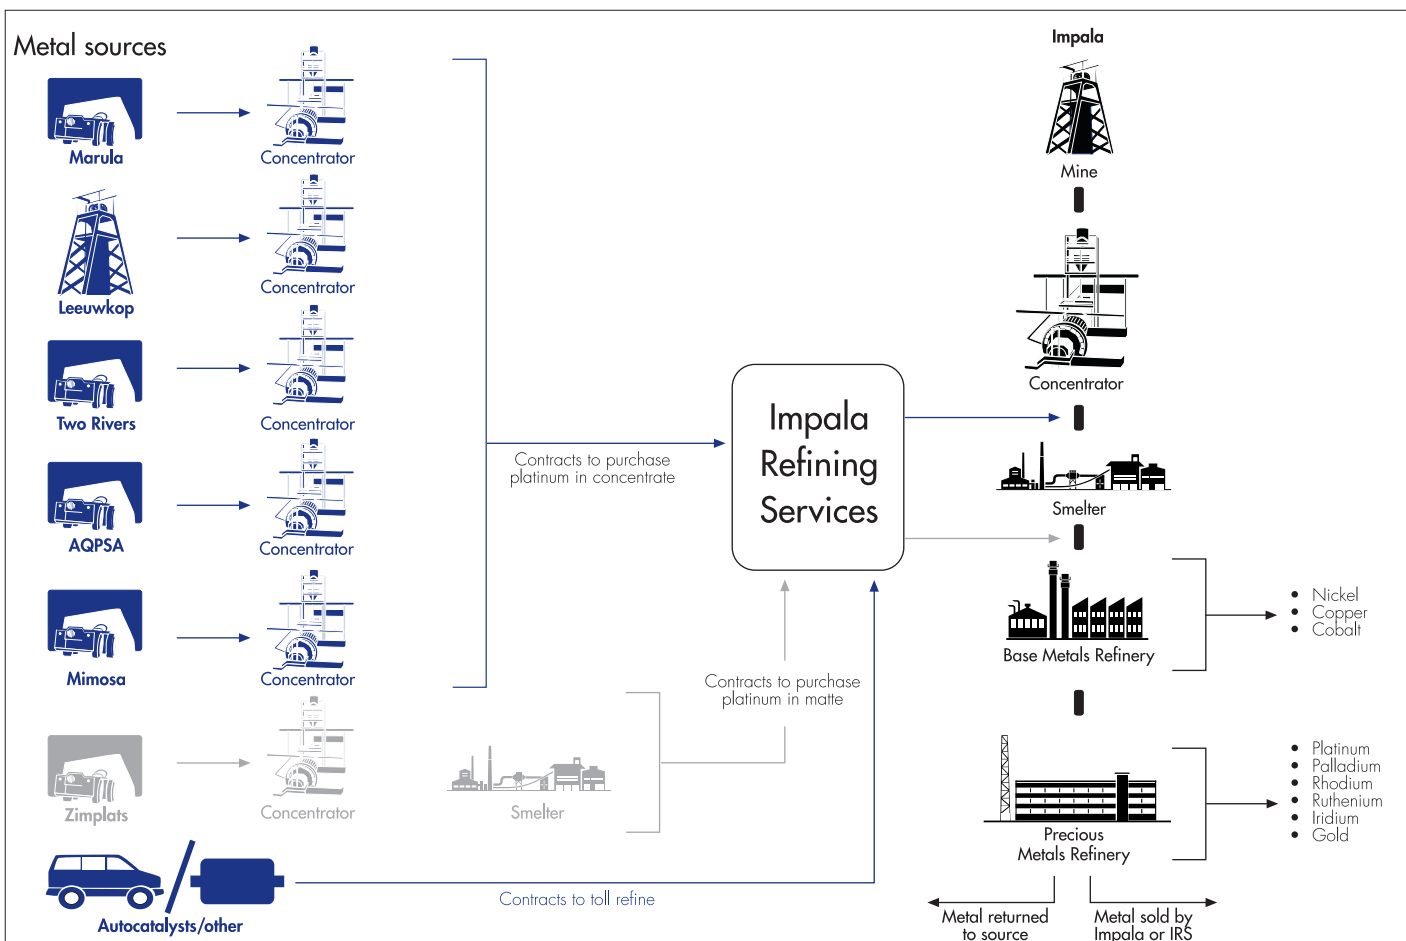 Metal sources
Marula
Concentrator
Leeuwkop
Concentrator
Two Rivers
Concentrator
AQPSA
Concentrator
Mimosa
Concentrator
Zimplats
Concentrator
Smelter
Autocatalysts/other
Contracts to purchase
platinum in concentrate
Contracts to purchase
platinum in matte
Contracts to toll refine
Impala
Refining
Services
Impala
Mine
Concentrator
Smelter
Base Metals Refinery
• Nickel
• Copper
• Cobalt
Precious
Metals Refinery
• Platinum
• Palladium
• Rhodium
• Ruthenium
• Iridium
• Gold
Metal returned
to source
Metal sold by
Impala or IRS